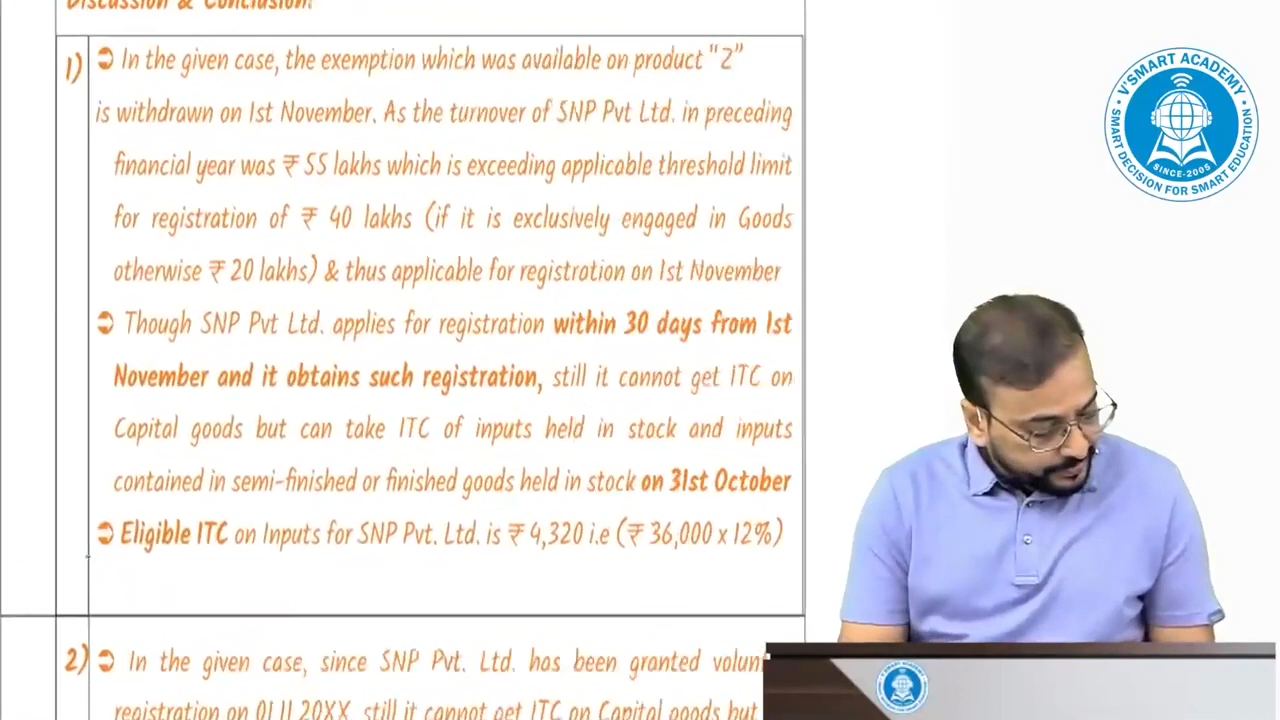 Discussion & Conclusion:
1) ➲ In the given case, the exemption which was available on product "Z"
is withdrawn on 1st November. As the turnover of SNP Pvt Ltd. in preceding
financial year was ₹ 55 lakhs which is exceeding applicable threshold limit
for registration of ₹ 40 lakhs (if it is exclusively engaged in Goods
otherwise ₹ 20 lakhs) & thus applicable for registration on 1st November
➲ Though SNP Pvt Ltd. applies for registration within 30 days from 1st
November and it obtains such registration, still it cannot get ITC on
Capital goods but can take ITC of inputs held in stock and inputs
contained in semi-finished or finished goods held in stock on 31st October
➲ Eligible ITC on Inputs for SNP Pvt. Ltd. is ₹ 4,320 i.e (₹ 36,000 x 12%)
2) ➲ In the given case, since SNP Pvt. Ltd. has been granted volun
registration on 01 11 20XX, still it cannot get ITC on Capital goods but
V'SMART ACADEMY
SINCE-2005
SMART DECISION FOR SMART EDUCATION